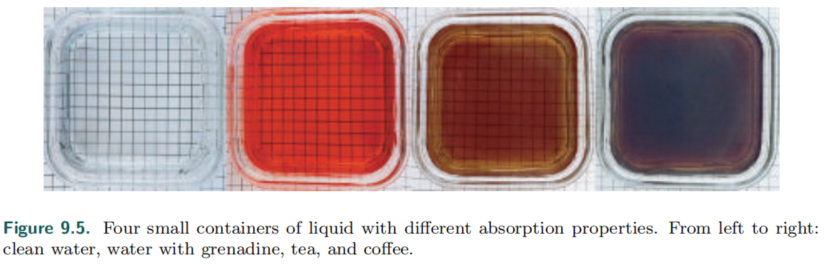 Figure 9.5. Four small containers of liquid with different absorption properties. From left to right:
clean water, water with grenadine, tea, and coffee.